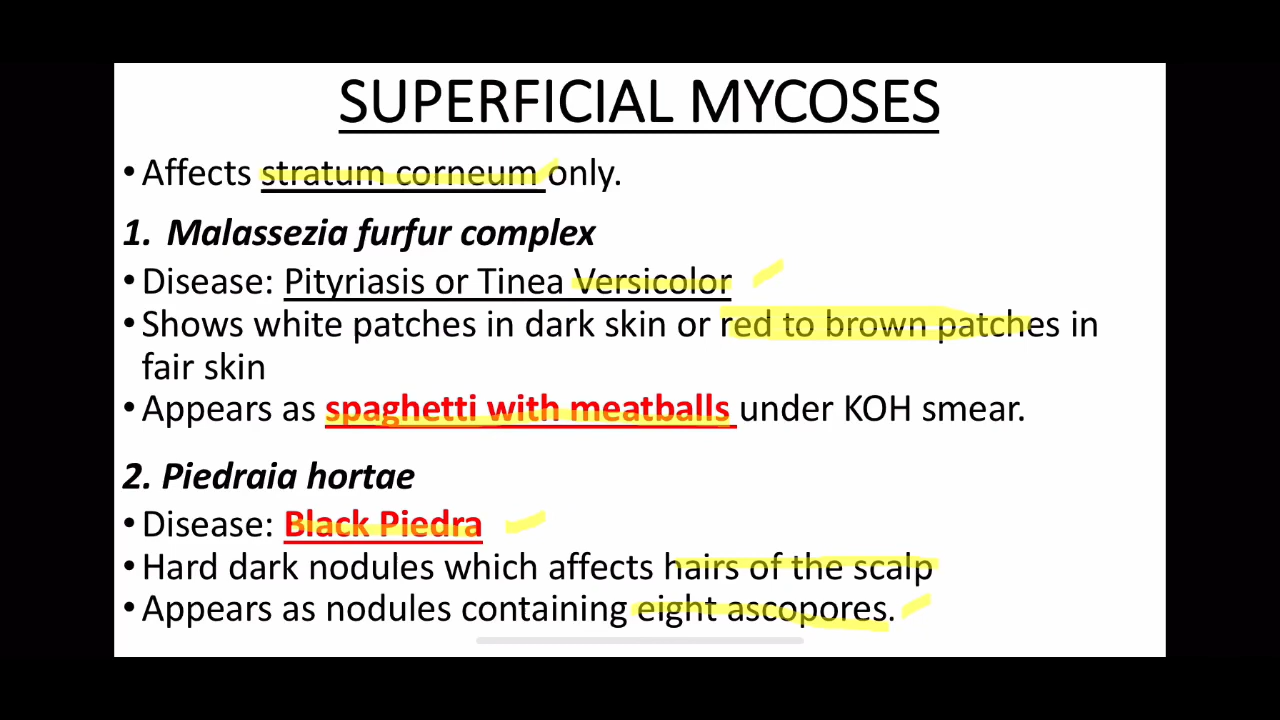 SUPERFICIAL MYCOSES
• Affects stratum corneum only.
1. Malassezia furfur complex
• Disease: Pityriasis or Tinea Versicolor
• Shows white patches in dark skin or red to brown patches in
fair skin
• Appears as spaghetti with meatballs under KOH smear.
2. Piedraia hortae
• Disease: Black Piedra
• Hard dark nodules which affects hairs of the scalp
• Appears as nodules containing eight ascopores.